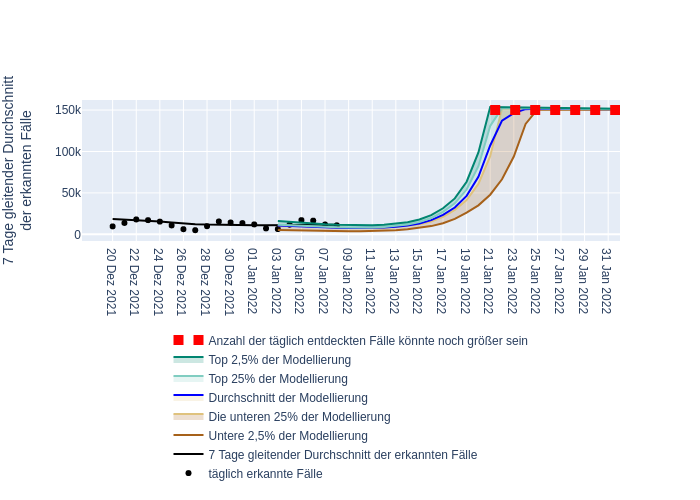 7 Tage gleitender Durchschnitt
der erkannten Fälle
150k
100k
50k
0
20 Dez 2021
22 Dez 2021
24 Dez 2021
26 Dez 2021
28 Dez 2021
30 Dez 2021
01 Jan 2022
03 Jan 2022
05 Jan 2022
07 Jan 2022
09 Jan 2022
11 Jan 2022
13 Jan 2022
15 Jan 2022
17 Jan 2022
19 Jan 2022
21 Jan 2022
23 Jan 2022
25 Jan 2022
27 Jan 2022
29 Jan 2022
31 Jan 2022
Anzahl der täglich entdeckten Fälle könnte noch größer sein
Top 2,5% der Modellierung
Top 25% der Modellierung
Durchschnitt der Modellierung
Die unteren 25% der Modellierung
Untere 2,5% der Modellierung
7 Tage gleitender Durchschnitt der erkannten Fälle
täglich erkannte Fälle